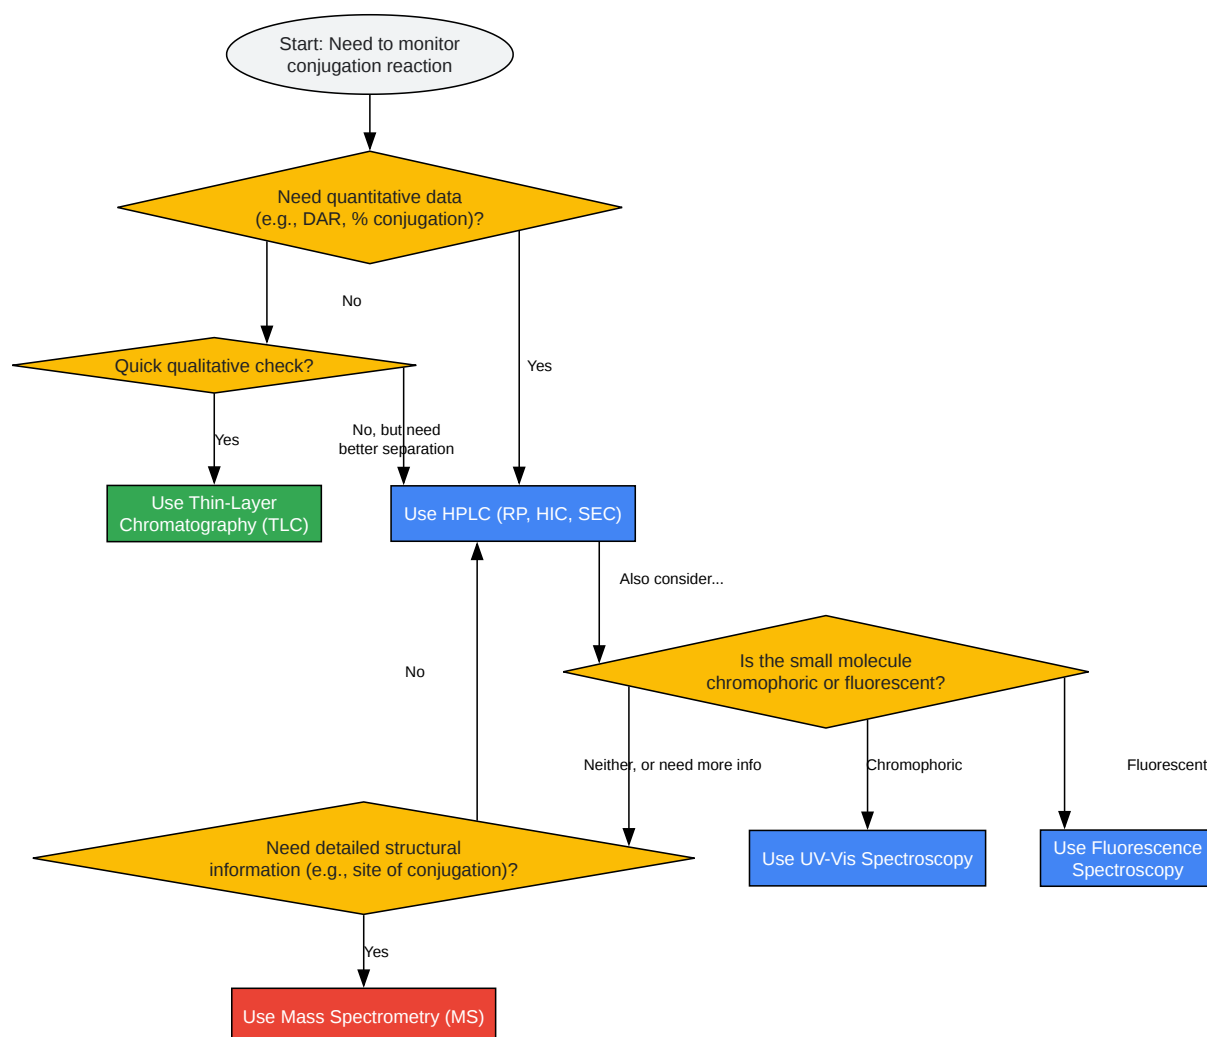 Start: Need to monitor
conjugation reaction
Need quantitative data
(e.g., DAR, % conjugation)?
No
Yes
Quick qualitative check?
Yes
No, but need
better separation
Use Thin-Layer
Chromatography (TLC)
Use HPLC (RP, HIC, SEC)
Also consider...
No
Is the small molecule
chromophoric or fluorescent?
Neither, or need more info
Chromophoric
Fluorescent
Need detailed structural
information (e.g., site of conjugation)?
Use UV-Vis Spectroscopy
Use Fluorescence
Spectroscopy
Yes
Use Mass Spectrometry (MS)